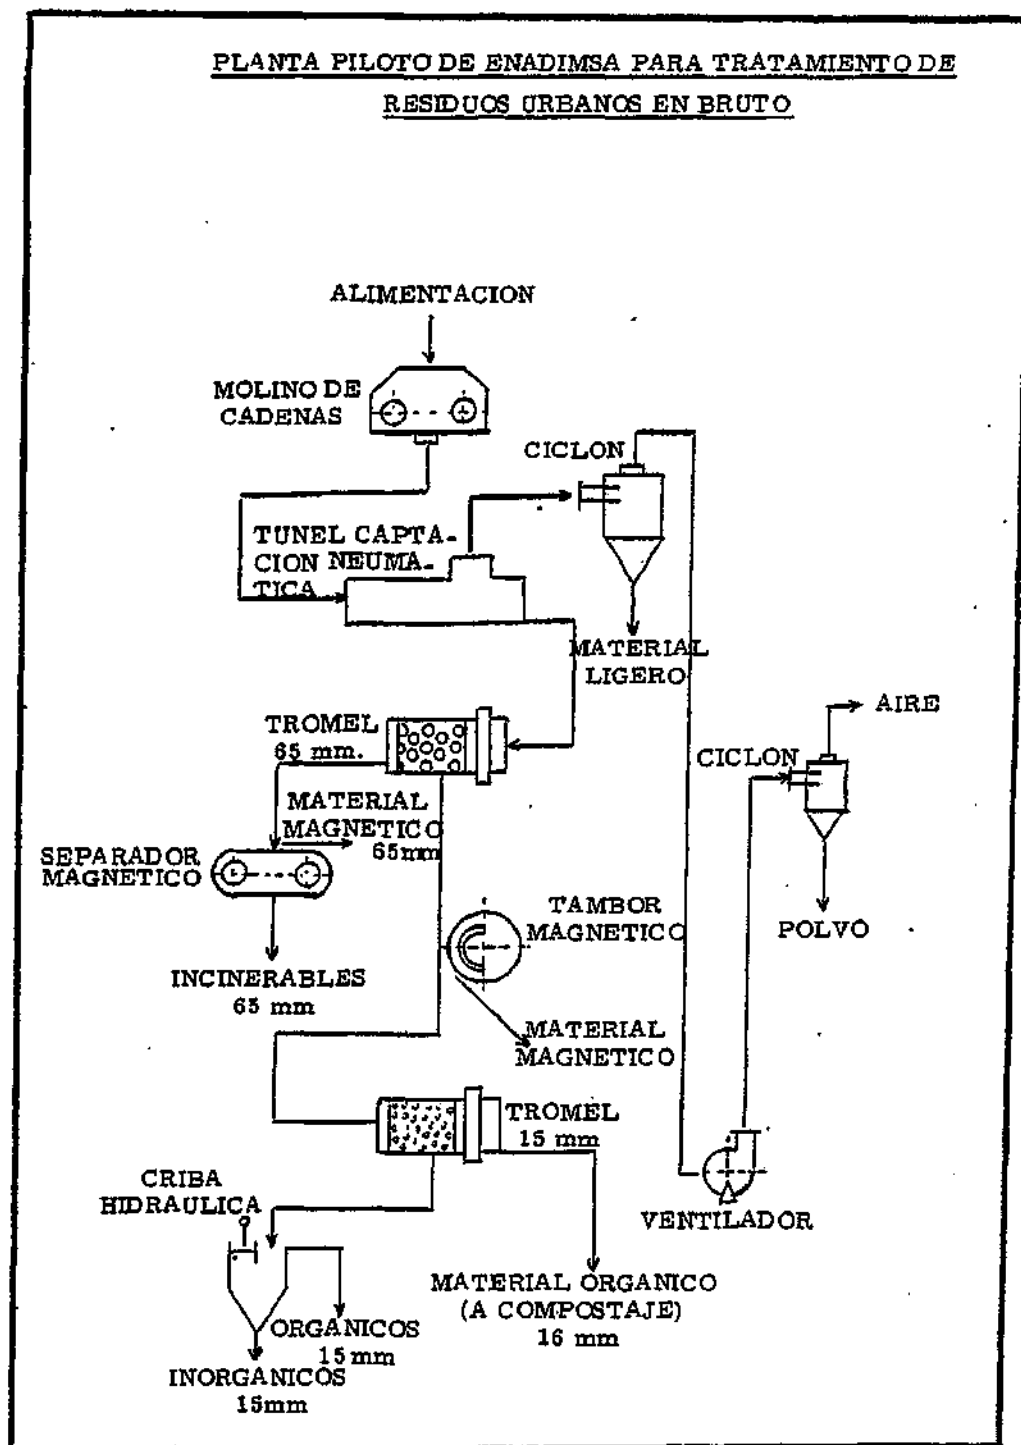 PLANTA PILOTO DE ENADIMSA PARA TRATAMIENTO DE
RESIDUOS URBANOS EN BRUTO
ALIMENTACION
MOLINO DE
CADENAS
CICLON
TUNEL CAPTA-
CION NEUMA-
TICA
MATERIAL
LIGERO
TROMEL
65 mm.
AIRE
CICLON
MATERIAL
MAGNETICO
65mm
SEPARADOR
MAGNETICO
TAMBOR
MAGNETICO
POLVO
INCINERABLES
65 mm
MATERIAL
MAGNETICO
TROMEL
15 mm
CRIBA
HIDRAULICA
VENTILADOR
MATERIAL ORGANICO
(A COMPOSTAJE)
16 mm
ORGANICOS
15mm
INORGANICOS
15mm